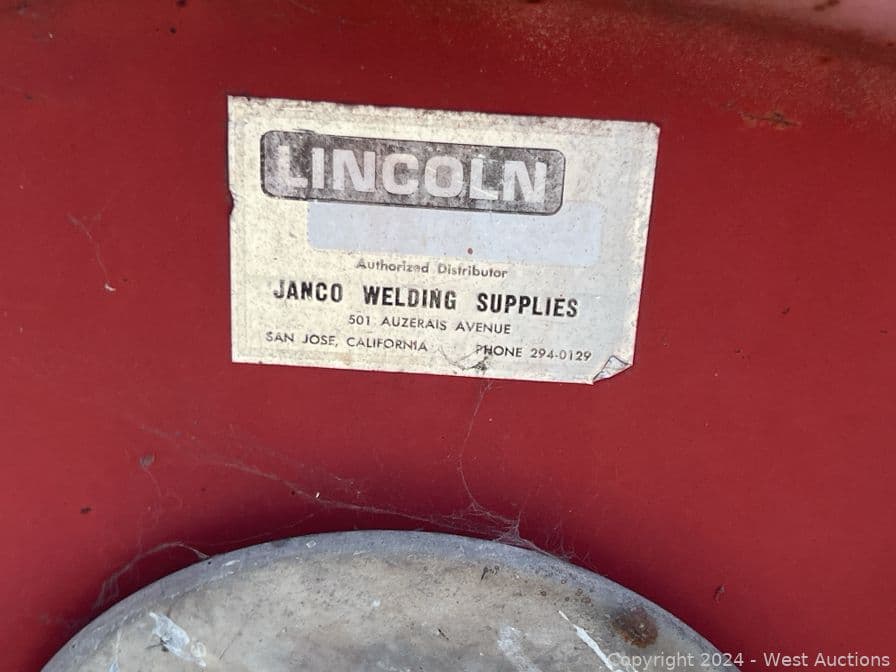 LINCOLN
Authorized Distributor
JANCO WELDING SUPPLIES
501 AUZERAIS AVENUE
SAN JOSE, CALIFORNIA PHONE 294-0129
Copyright 2024 - West Auctions